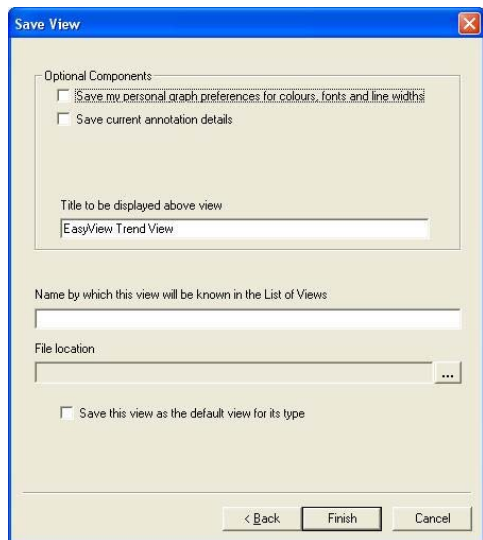 Save View
Optional Components
Save my personal graph preferences for colours, fonts and line widths
Save current annotation details
Title to be displayed above view
EasyView Trend View
Name by which this view will be known in the List of Views
File location
...
Save this view as the default view for its type
< Back Finish Cancel